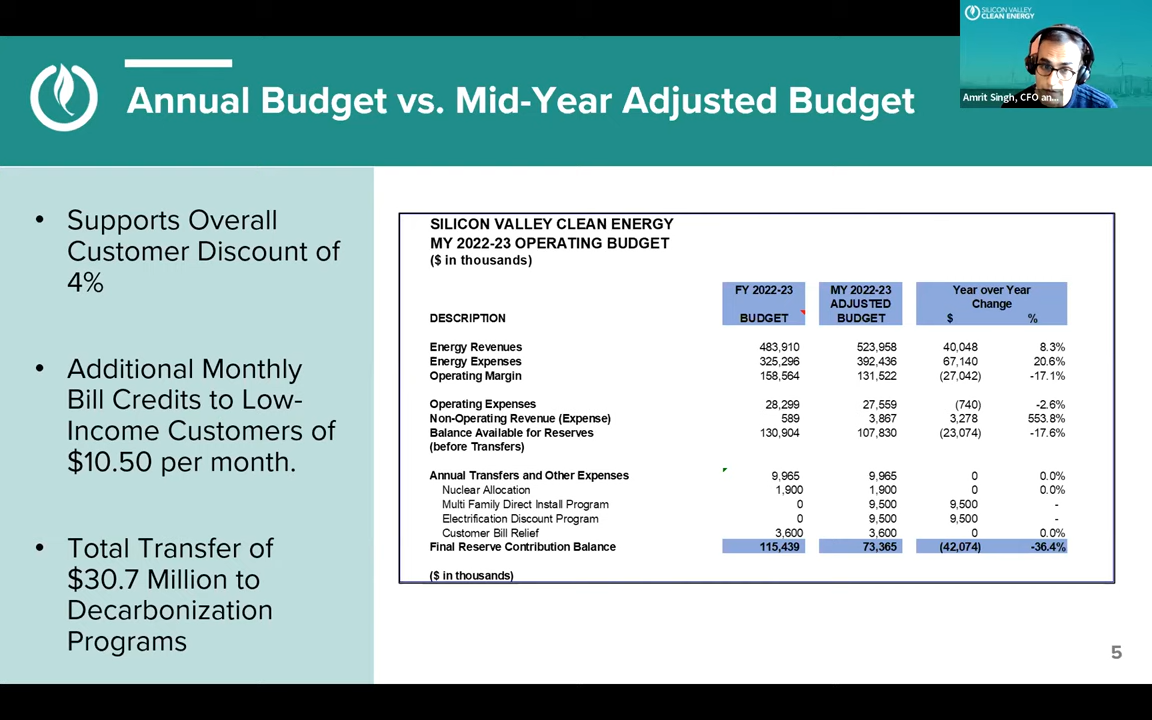 SILICON VALLEY
CLEAN ENERGY
Amrit Singh, CFO an...
Annual Budget vs. Mid-Year Adjusted Budget
• Supports Overall
Customer Discount of
4%
• Additional Monthly
Bill Credits to Low-
Income Customers of
$10.50 per month.
• Total Transfer of
$30.7 Million to
Decarbonization
Programs
SILICON VALLEY CLEAN ENERGY
MY 2022-23 OPERATING BUDGET
($ in thousands)
FY 2022-23 MY 2022-23 Year over Year
ADJUSTED Change
DESCRIPTION BUDGET BUDGET $ %
Energy Revenues 483,910 523,958 40,048 8.3%
Energy Expenses 325,296 392,436 67,140 20.6%
Operating Margin 158,564 131,522 (27,042) -17.1%
Operating Expenses 28,299 27,559 (740) -2.6%
Non-Operating Revenue (Expense) 589 3,867 3,278 553.8%
Balance Available for Reserves 130,904 107,830 (23,074) -17.6%
(before Transfers)
Annual Transfers and Other Expenses 9,965 9,965 0 0.0%
Nuclear Allocation 1,900 1,900 0 0.0%
Multi Family Direct Install Program 0 9,500 9,500 -
Electrification Discount Program 0 9,500 9,500 -
Customer Bill Relief 3,600 3,600 0 0.0%
Final Reserve Contribution Balance 115,439 73,365 (42,074) -36.4%
($ in thousands)
5